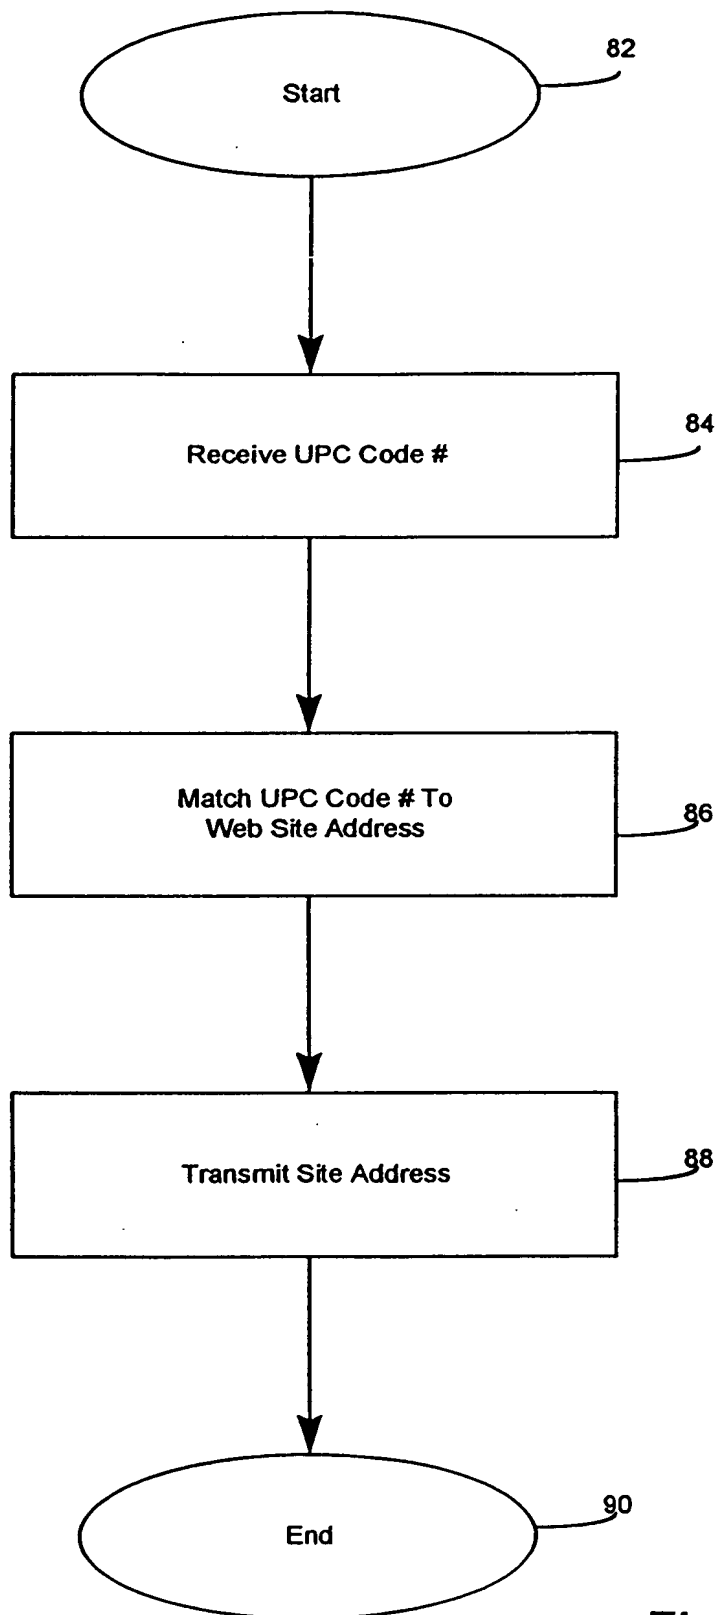 Start
82
Receive UPC Code #
84
Match UPC Code # To
Web Site Address
86
Transmit Site Address
88
End
90